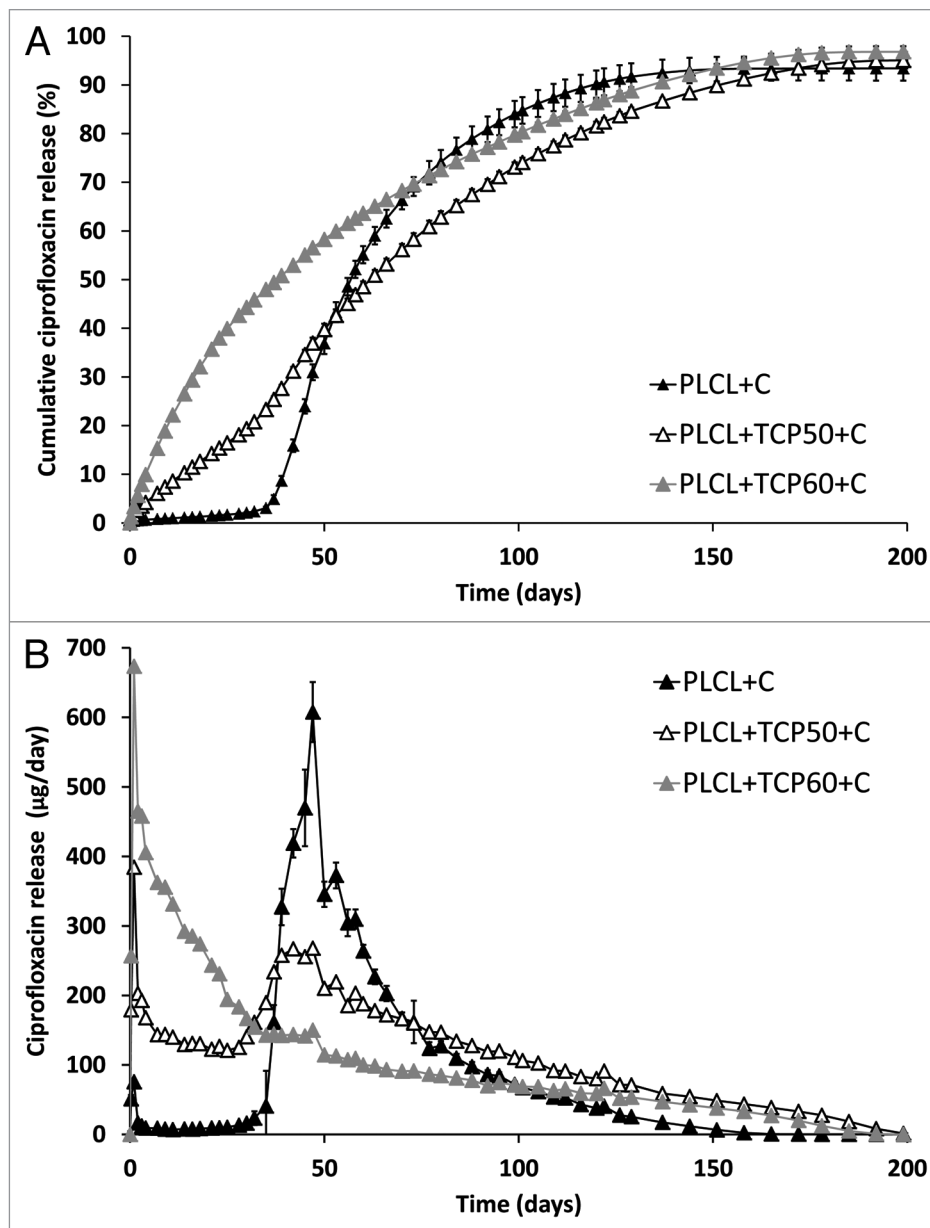 A
Cumulative ciprofloxacin release (%)
100
90
80
70
60
50
40
30
20
10
0
0 50 100 150 200
Time (days)
PLCL+C
PLCL+TCP50+C
PLCL+TCP60+C
B
Ciprofloxacin release (µg/day)
700
600
500
400
300
200
100
0
0 50 100 150 200
Time (days)
PLCL+C
PLCL+TCP50+C
PLCL+TCP60+C